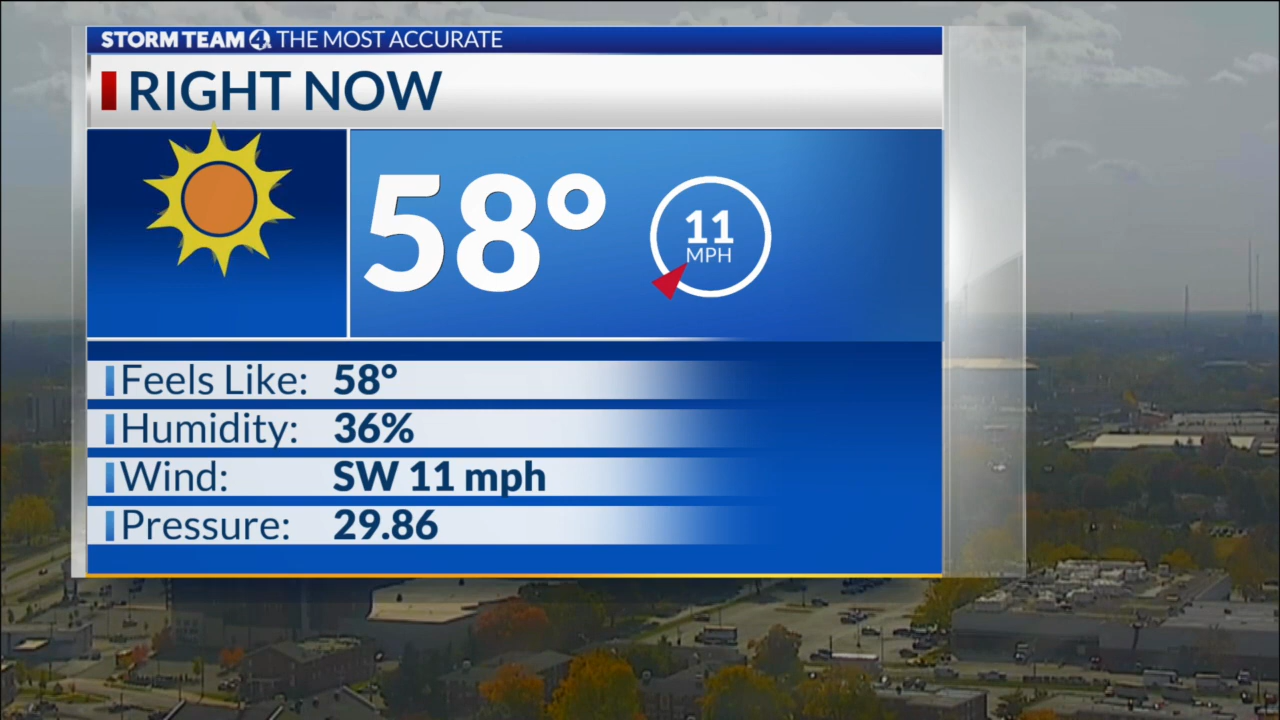 STORM TEAM 4 THE MOST ACCURATE
RIGHT NOW
58°
11
MPH
Feels Like: 58°
Humidity: 36%
Wind: SW 11 mph
Pressure: 29.86